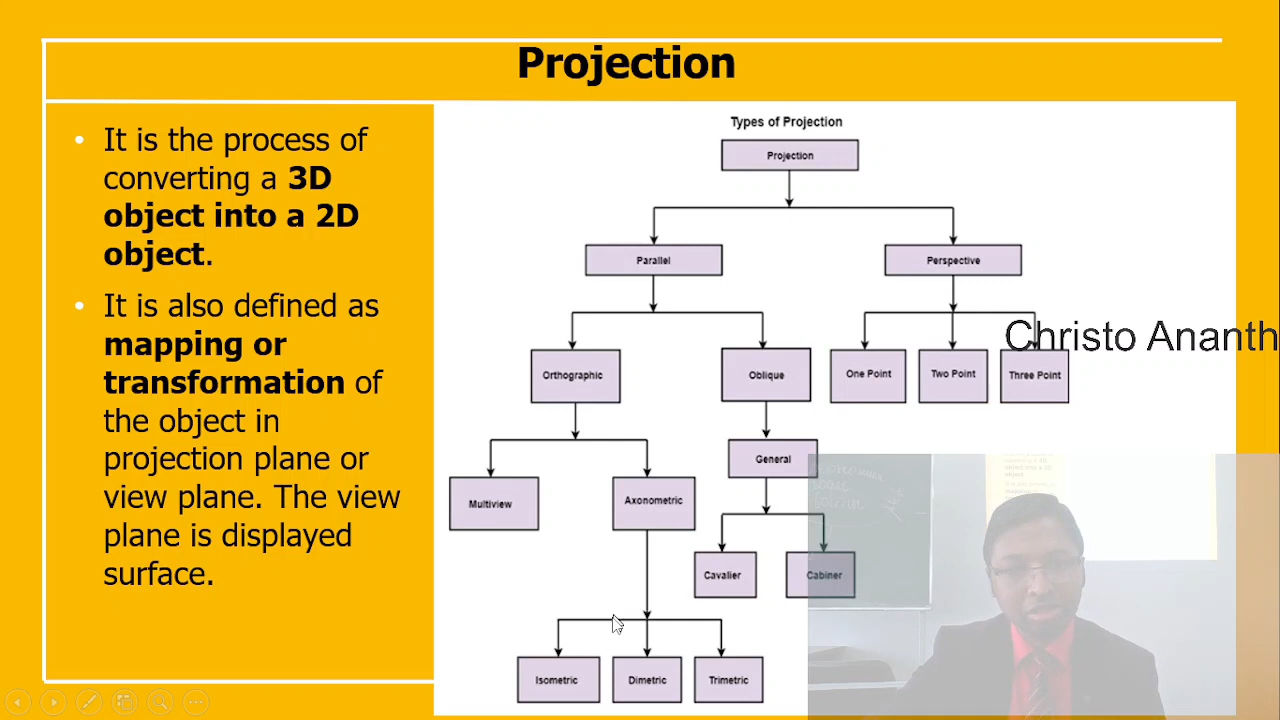 Projection
• It is the process of
converting a 3D
object into a 2D
object.
• It is also defined as
mapping or
transformation of
the object in
projection plane or
view plane. The view
plane is displayed
surface.
Types of Projection
Projection
Parallel
Perspective
Christo Ananth
Orthographic
Oblique
One Point
Two Point
Three Point
General
Multiview
Axonometric
Cavalier
Cabiner
Isometric
Dimetric
Trimetric